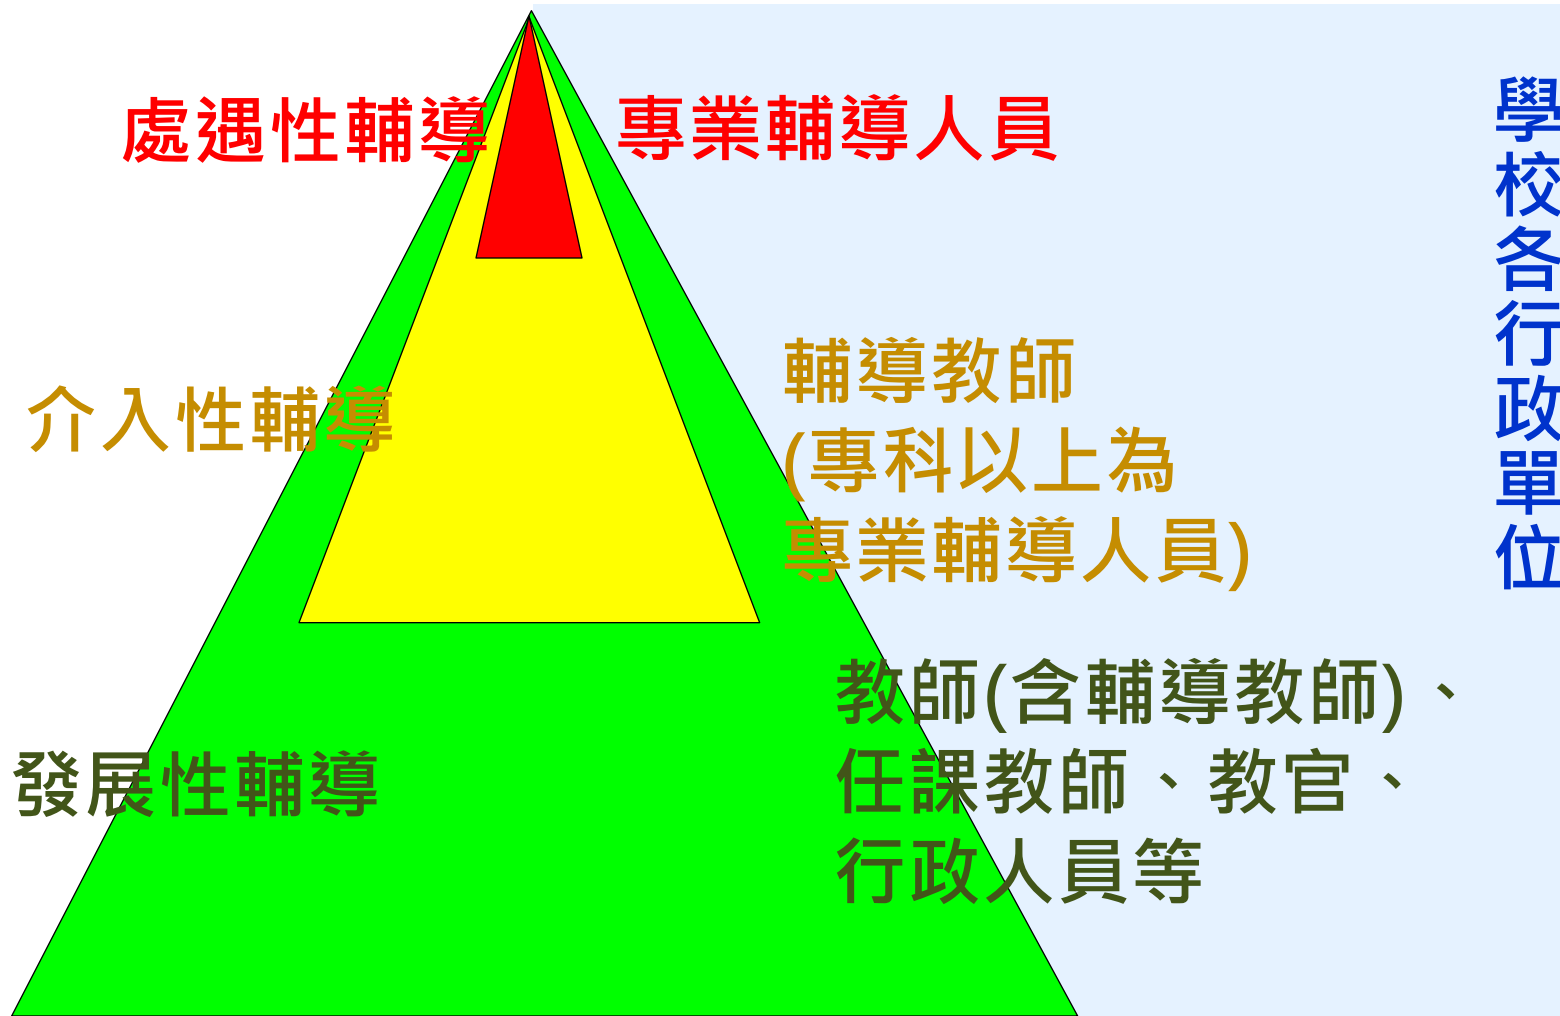 處遇性輔導
專業輔導人員
介入性輔導
輔導教師
(專科以上為
專業輔導人員)
發展性輔導
教師(含輔導教師)、
任課教師、教官、
行政人員等
學校各行政單位